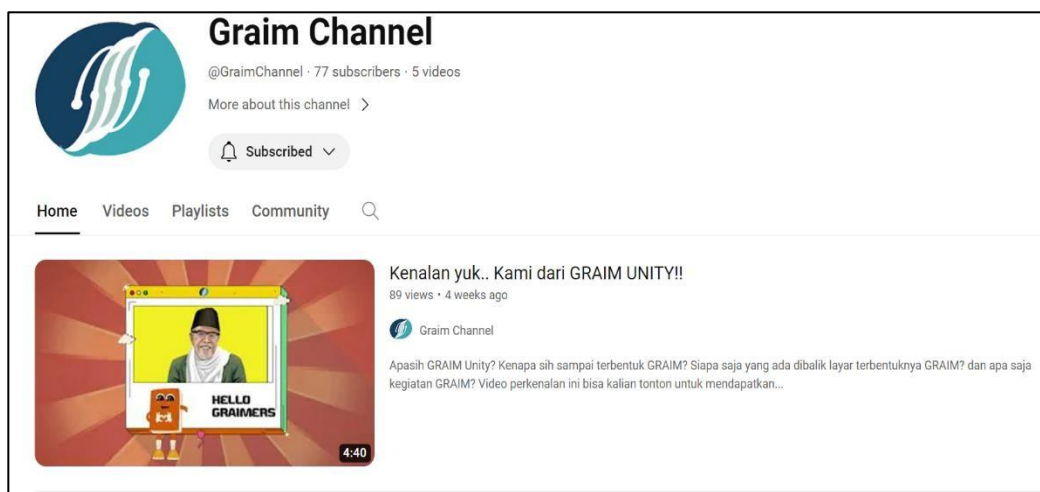 Graim Channel
@GraimChannel · 77 subscribers · 5 videos
More about this channel >
Subscribed
Home Videos Playlists Community
Kenalan yuk.. Kami dari GRAIM UNITY!!
89 views • 4 weeks ago
Graim Channel
Apasih GRAIM Unity? Kenapa sih sampai terbentuk GRAIM? Siapa saja yang ada dibalik layar terbentuknya GRAIM? dan apa saja
kegiatan GRAIM? Video perkenalan ini bisa kalian tonton untuk mendapatkan...
HELLO
GRAIMERS
4:40